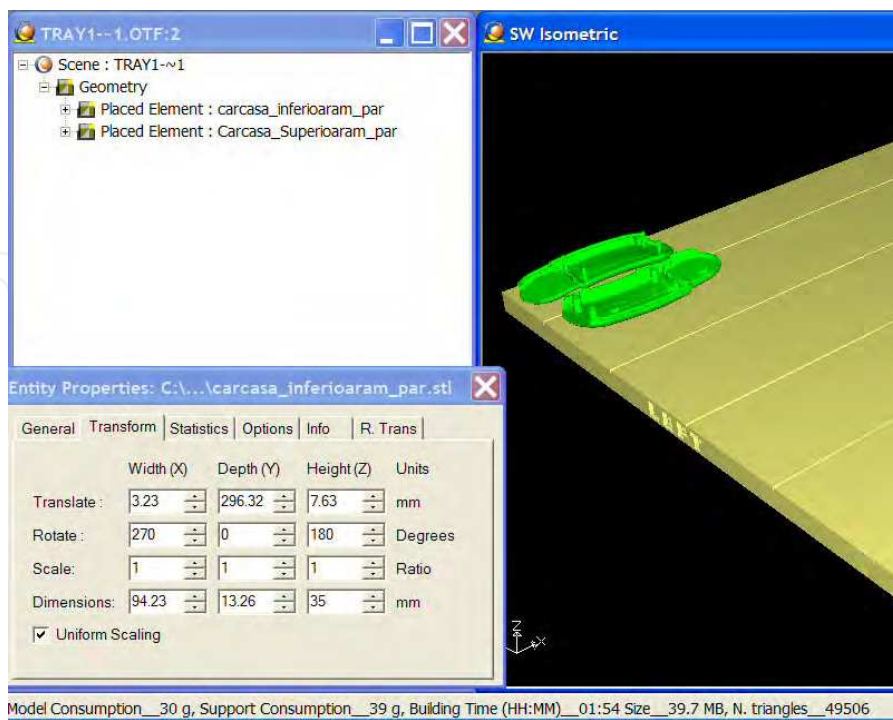 TRAY1-~1.OTF:2
Scene : TRAY1-~1
Geometry
Placed Element : carcasa_inferioaram_par
Placed Element : Carcasa_Superioaram_par
SW Isometric
LEFT
Z
X
Entity Properties: C:\...\carcasa_inferioaram_par.stl
General Transform Statistics Options Info R. Trans
Width (X) Depth (Y) Height (Z) Units
Translate : 3.23 296.32 7.63 mm
Rotate : 270 0 180 Degrees
Scale: 1 1 1 Ratio
Dimensions: 94.23 13.26 35 mm
Uniform Scaling
Model Consumption__30 g, Support Consumption__39 g, Building Time (HH:MM)__01:54 Size__39.7 MB, N. triangles__49506